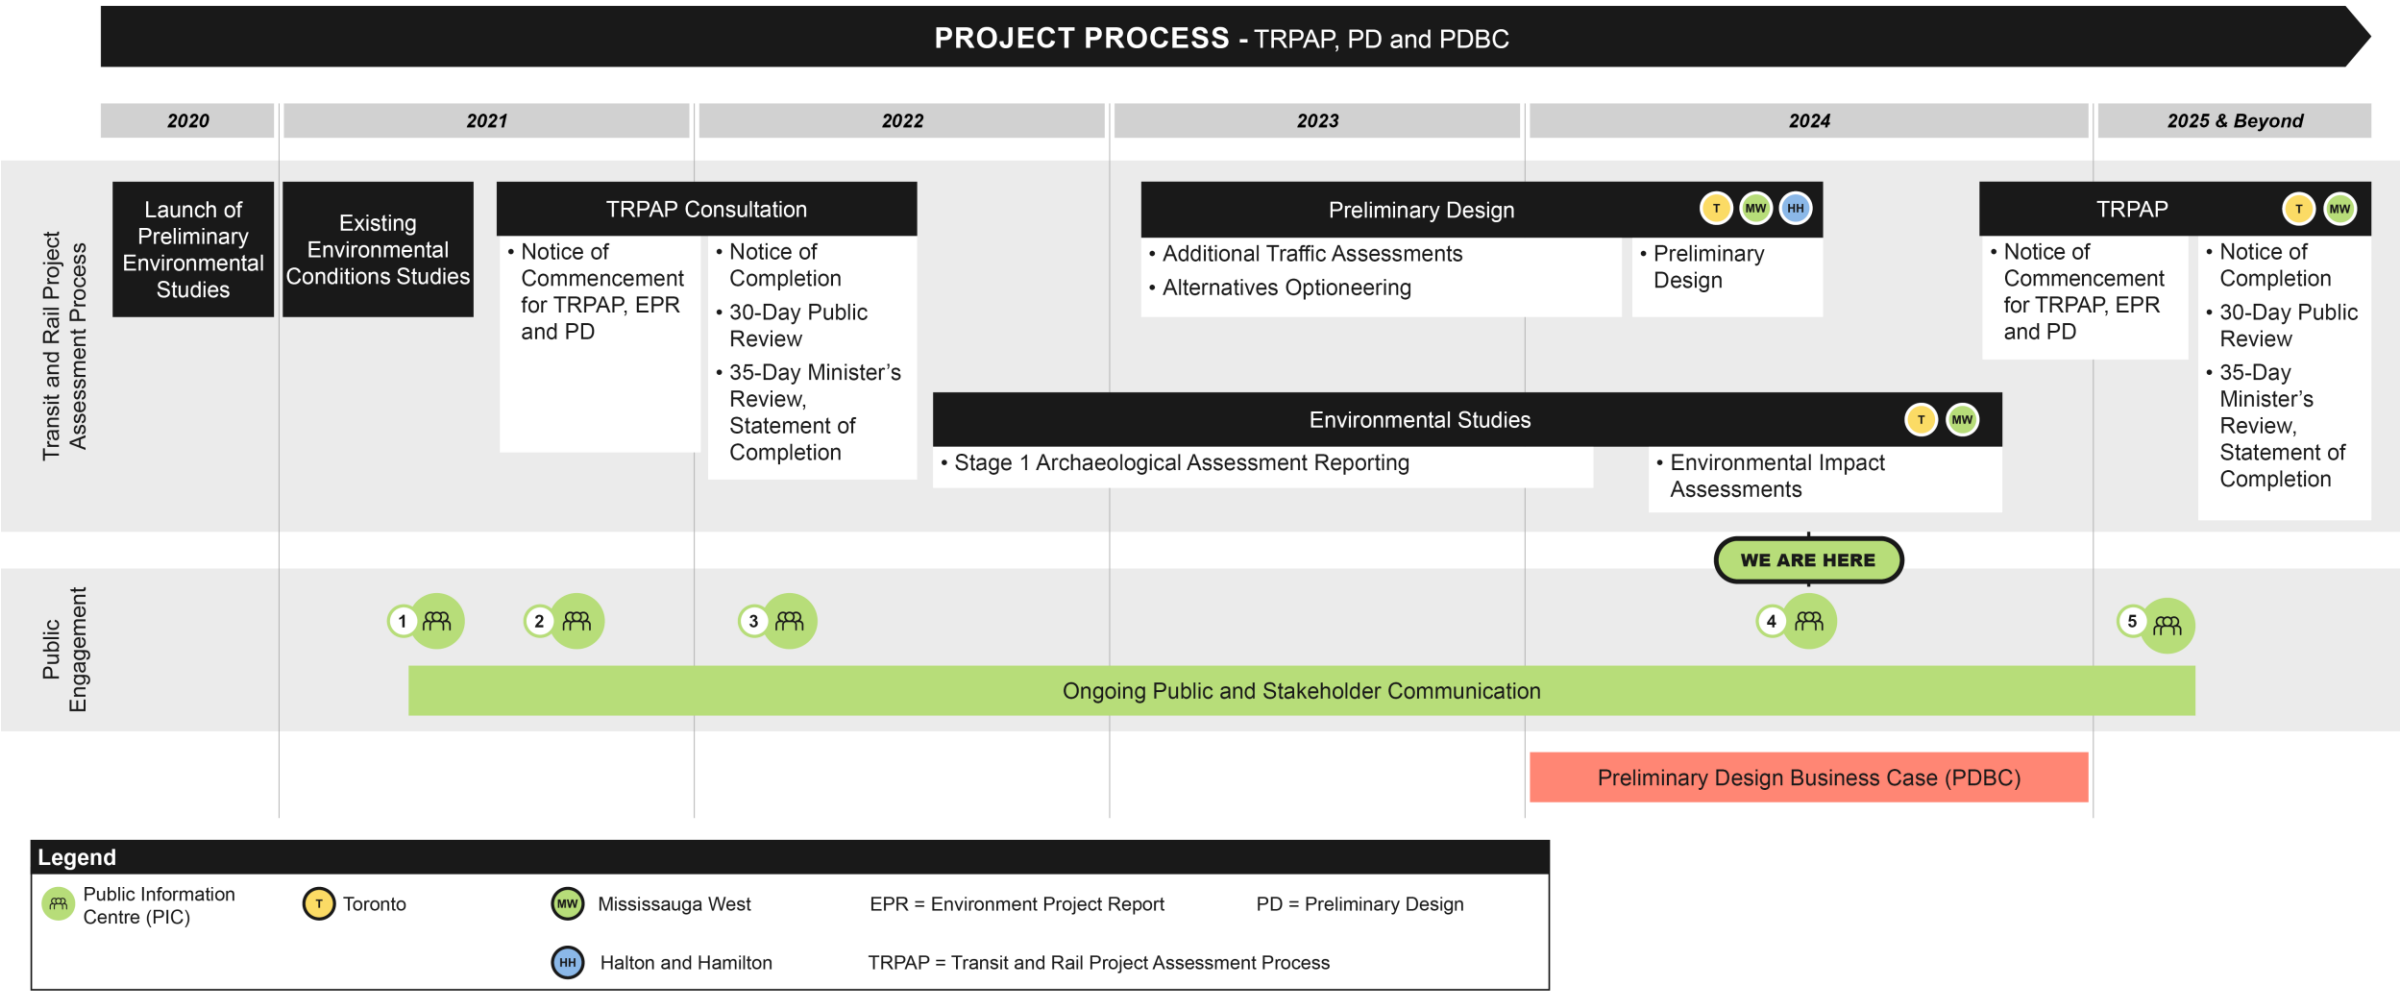 PROJECT PROCESS - TRPAP, PD and PDBC
2020
2021
2022
2023
2024
2025 & Beyond
Transit and Rail Project
Assessment Process
Launch of
Preliminary
Environmental
Studies
Existing
Environmental
Conditions Studies
TRPAP Consultation
• Notice of
Commencement
for TRPAP, EPR
and PD
• Notice of
Completion
• 30-Day Public
Review
• 35-Day Minister’s
Review,
Statement of
Completion
Preliminary Design
T
MW
HH
• Additional Traffic Assessments
• Alternatives Optioneering
• Preliminary
Design
Environmental Studies
T
MW
• Stage 1 Archaeological Assessment Reporting
• Environmental Impact
Assessments
TRPAP
T
MW
• Notice of
Commencement
for TRPAP, EPR
and PD
• Notice of
Completion
• 30-Day Public
Review
• 35-Day
Minister’s
Review,
Statement of
Completion
WE ARE HERE
Public
Engagement
1
2
3
4
5
Ongoing Public and Stakeholder Communication
Preliminary Design Business Case (PDBC)
Legend
Public Information
Centre (PIC)
T
Toronto
MW
Mississauga West
EPR = Environment Project Report
PD = Preliminary Design
HH
Halton and Hamilton
TRPAP = Transit and Rail Project Assessment Process